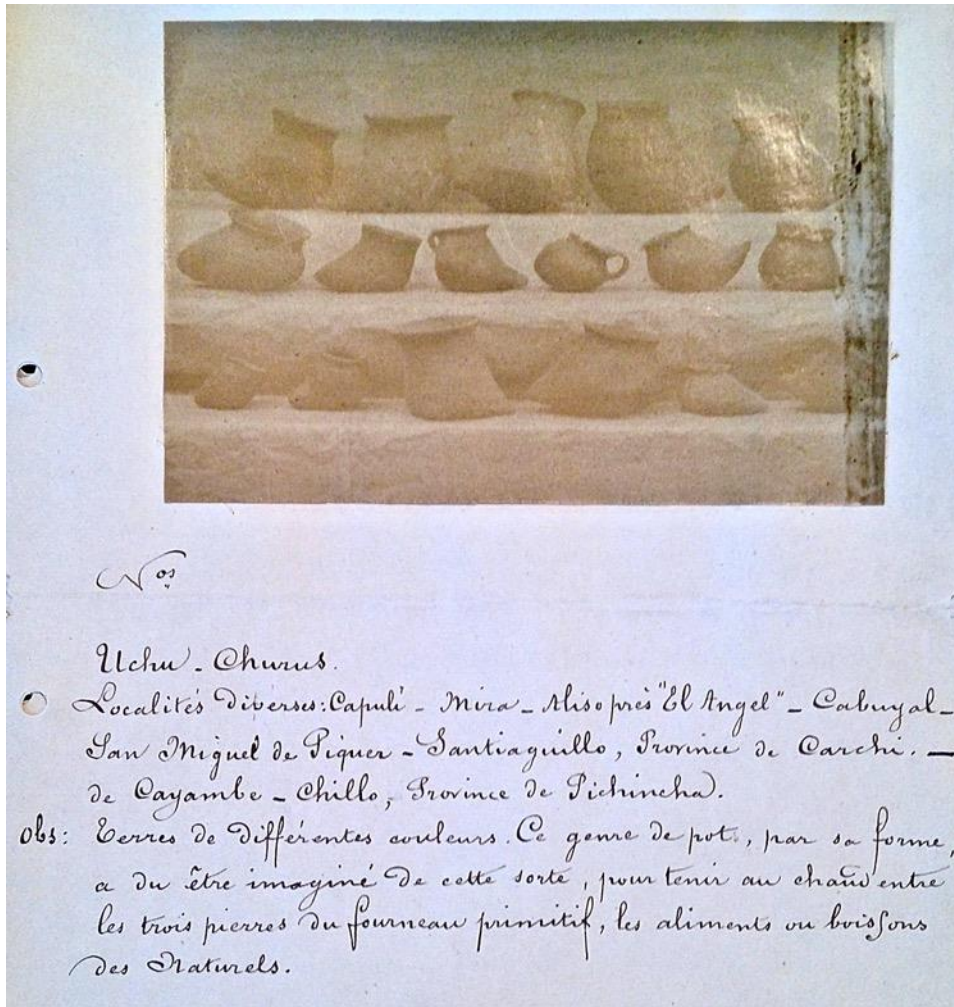 Nos
Uchu - Churus.
Localités diverses: Capuli - Mira - Aliso près "El Angel" - Cabuyal -
San Miguel de Piquer - Santiaguillo, Province de Carchi. —
de Cayambe - Chillo, Province de Pichincha).
Obs: Terres de différentes couleurs. Ce genre de pot., par sa forme,
a du être imaginé de cette sorte, pour tenir au chaud entre
les trois pierres du fourneau primitif, les aliments ou boissons
des Naturels.